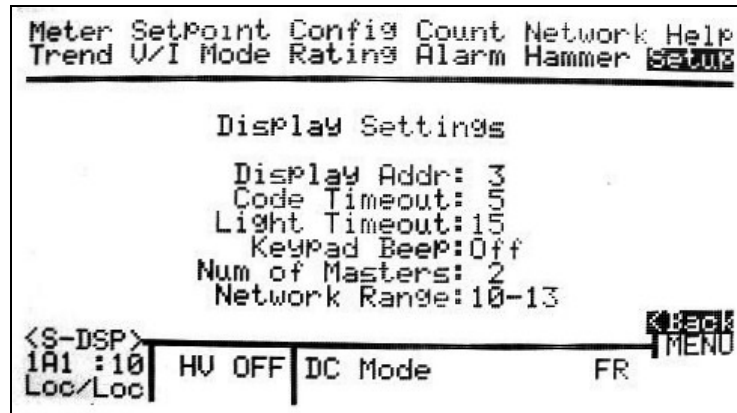 Meter Setpoint Config Count Network Help
Trend V/I Mode Rating Alarm Hammer Setup
Display Settings
Display Addr: 3
Code Timeout: 5
Light Timeout:15
Keypad Beep:Off
Num of Masters: 2
Network Range:10-13
<Back
MENU
<S-DSP>
1A1 :10
Loc/Loc
HV OFF
DC Mode
FR